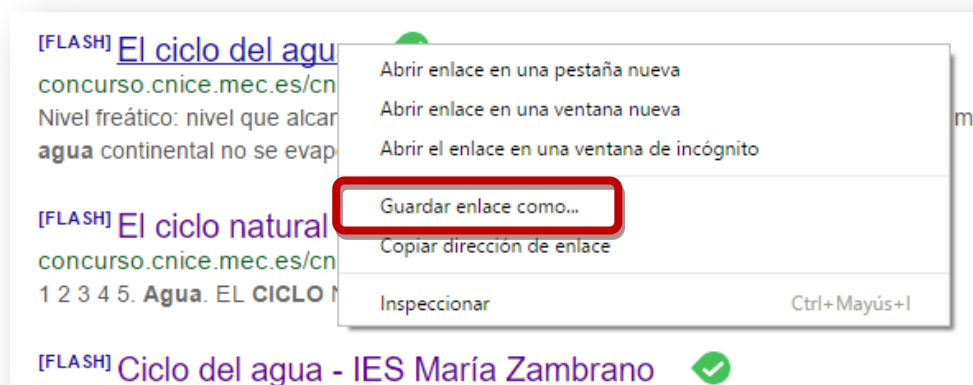 [FLASH] El ciclo del agu
concurso.cnice.mec.es/cn
Nivel freático: nivel que alcar
agua continental no se evap
Abrir enlace en una pestaña nueva
Abrir enlace en una ventana nueva
Abrir el enlace en una ventana de incógnito
Guardar enlace como...
Copiar dirección de enlace
Inspeccionar Ctrl+Mayús+I
m
[FLASH] El ciclo natural
concurso.cnice.mec.es/cn
1 2 3 4 5. Agua. EL CICLO
[FLASH] Ciclo del agua - IES María Zambrano